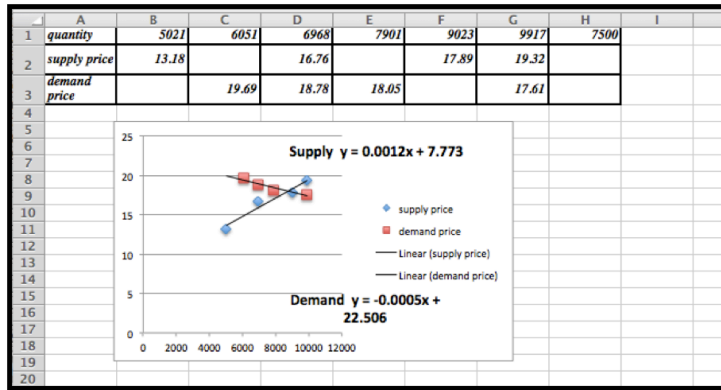 A B C D E F G H I
1 quantity 5021 6051 6968 7901 9023 9917 7500
2 supply price 13.18 16.76 17.89 19.32
demand
3 price 19.69 18.78 18.05 17.61
4
5
6
7
8
9
10
11
12
13
14
15
16
17
18
19
20
25
20
15
10
5
0
0 2000 4000 6000 8000 10000 12000
Supply y = 0.0012x + 7.773
supply price
demand price
Linear (supply price)
Linear (demand price)
Demand y = -0.0005x +
22.506